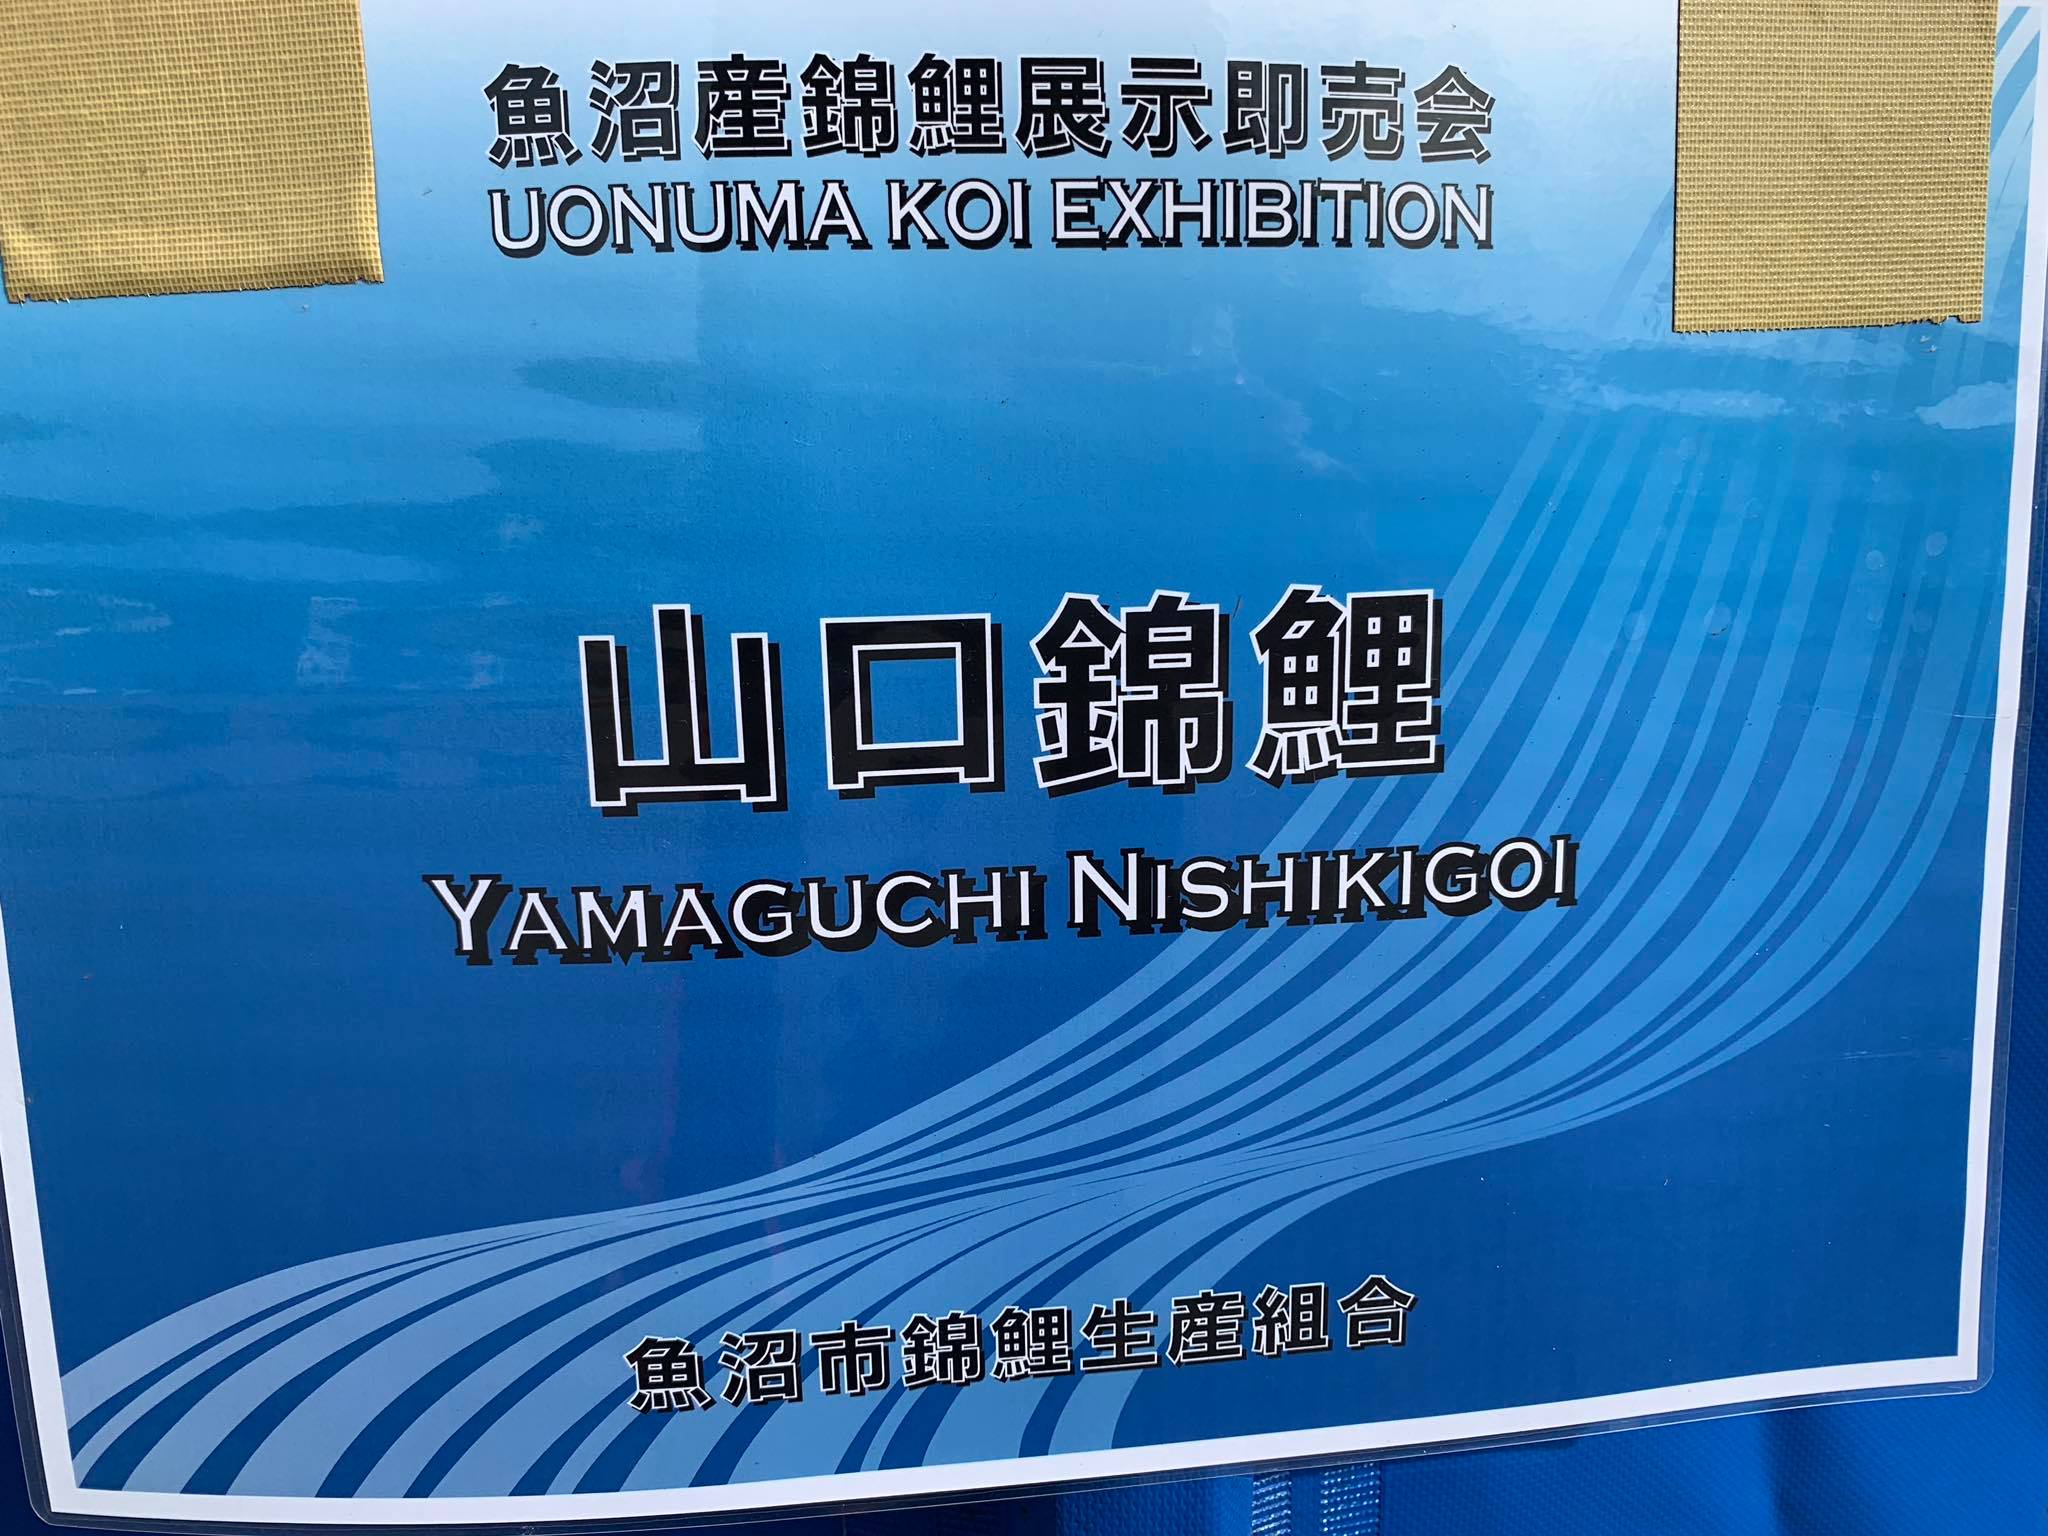 魚沼産錦鯉展示即売会
UONUMA KOI EXHIBITION
山口錦鯉
YAMAGUCHI NISHIKIGOI
魚沼市錦鯉生産組合